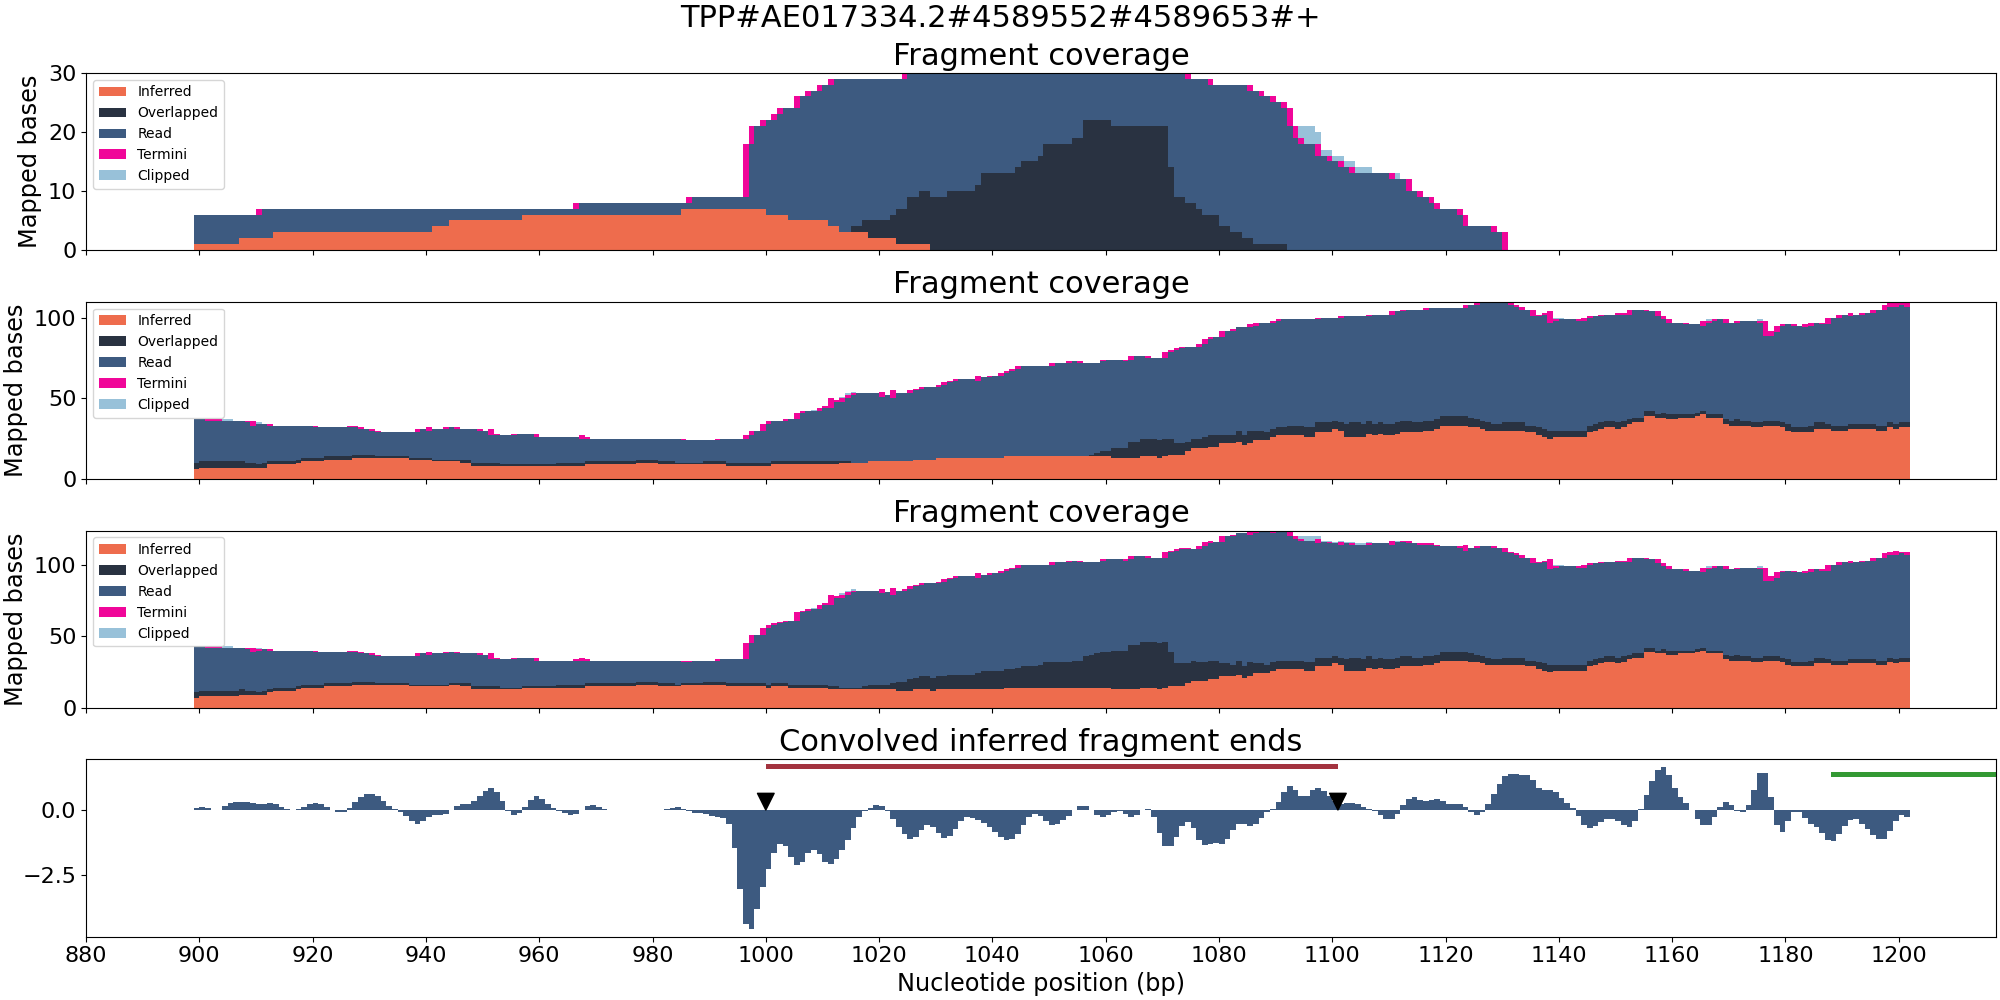 TPP#AE017334.2#4589552#4589653#+
Fragment coverage
Mapped bases
30
20
10
0
Inferred
Overlapped
Read
Termini
Clipped
Fragment coverage
Mapped bases
100
50
0
Inferred
Overlapped
Read
Termini
Clipped
Fragment coverage
Mapped bases
100
50
0
Inferred
Overlapped
Read
Termini
Clipped
Convolved inferred fragment ends
0.0
−2.5
880 900 920 940 960 980 1000 1020 1040 1060 1080 1100 1120 1140 1160 1180 1200
Nucleotide position (bp)